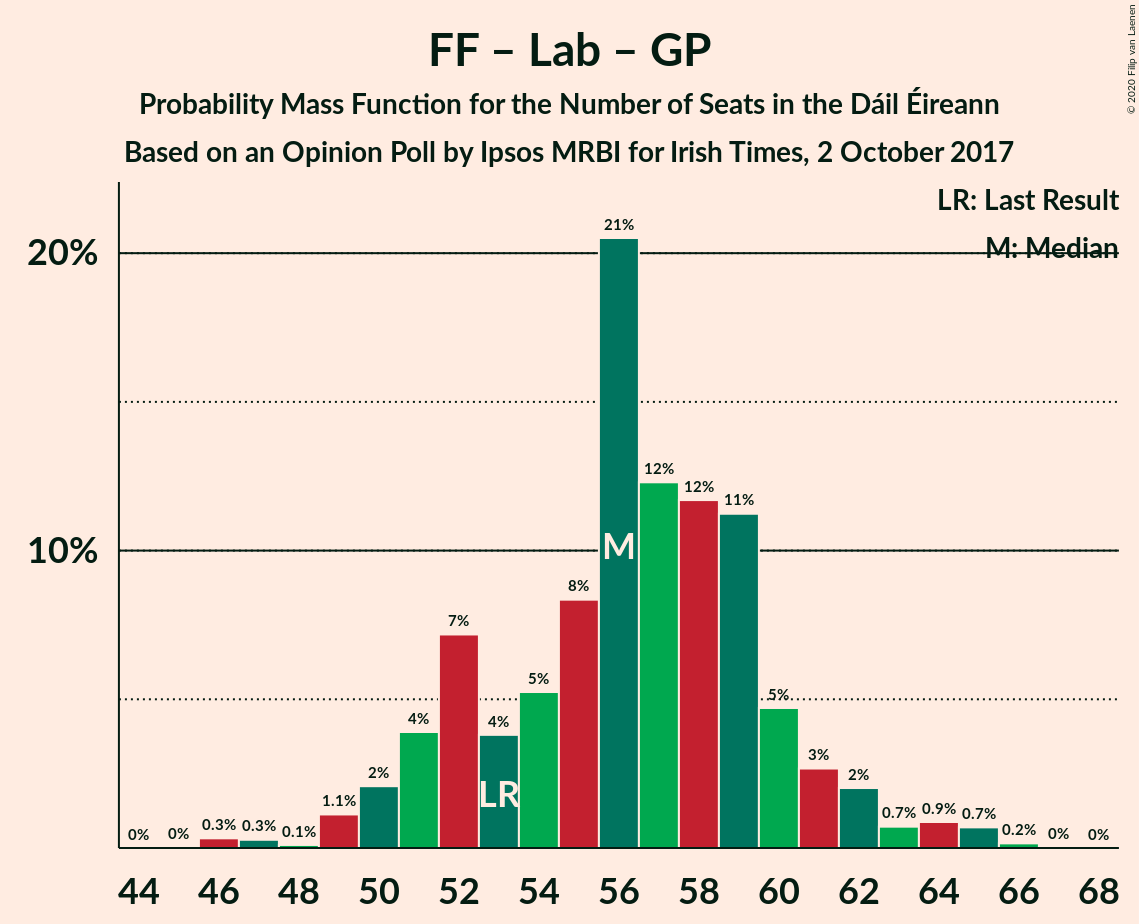 FF – Lab – GP
Probability Mass Function for the Number of Seats in the Dáil Éireann
Based on an Opinion Poll by Ipsos MRBI for Irish Times, 2 October 2017
© 2020 Filip van Laenen
LR: Last Result
M: Median
20%
10%
0% 0% 0.3% 0.3% 0.1% 1.1% 2% 4% 7% 4% 5% 8% 21% 12% 12% 11% 5% 3% 2% 0.7% 0.9% 0.7% 0.2% 0% 0%
M
LR
44 46 48 50 52 54 56 58 60 62 64 66 68